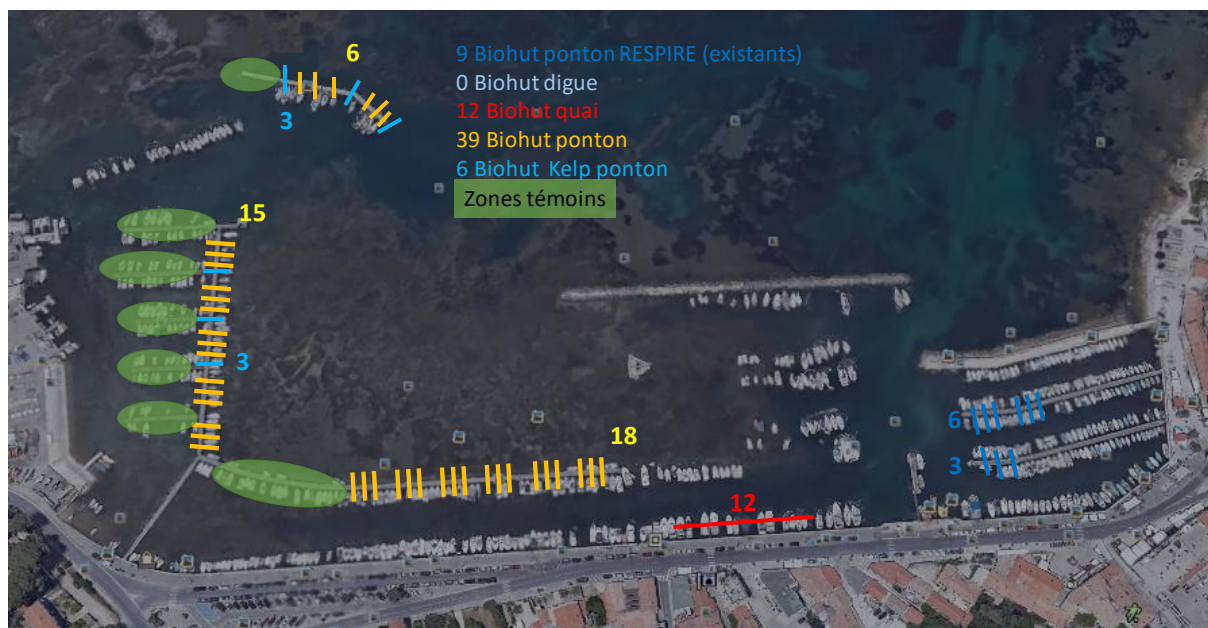 9 Biohut ponton RESPIRE (existants)
0 Biohut digue
12 Biohut quai
39 Biohut ponton
6 Biohut Kelp ponton
Zones témoins
6
3
15
3
18
12
6
3